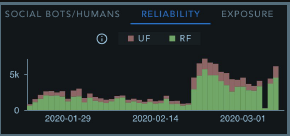 SOCIAL BOTS/HUMANS RELIABILITY EXPOSURE
UF RF
5k
0
2020-01-29 2020-02-14 2020-03-01